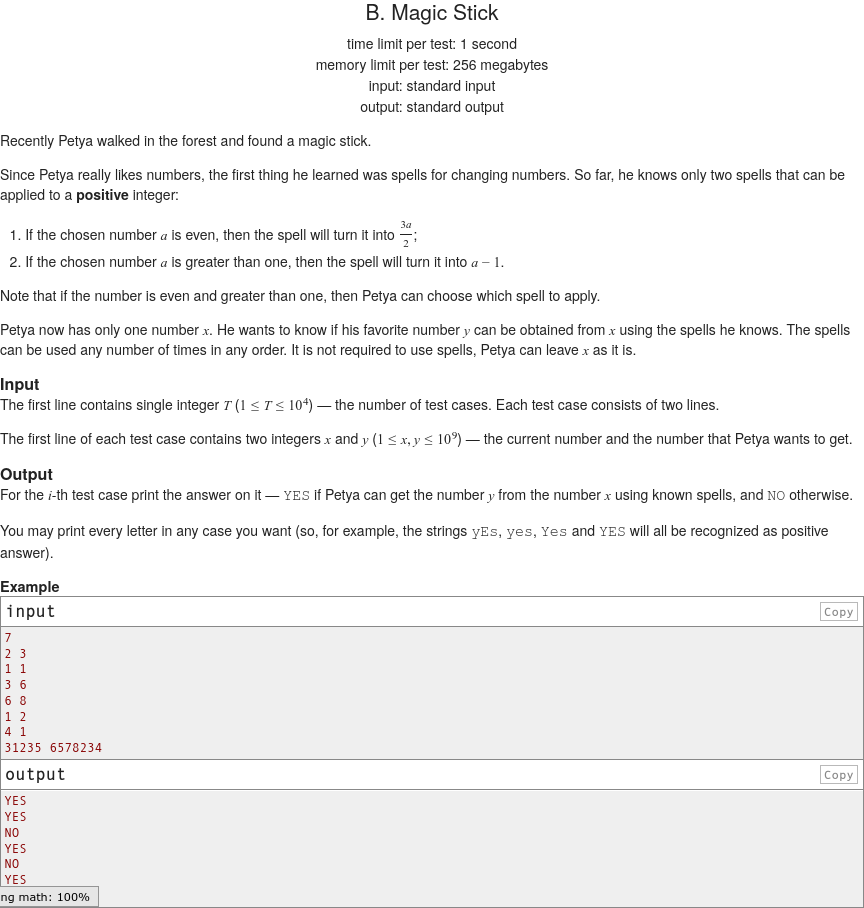 B. Magic Stick
time limit per test: 1 second
memory limit per test: 256 megabytes
input: standard input
output: standard output
Recently Petya walked in the forest and found a magic stick.
Since Petya really likes numbers, the first thing he learned was spells for changing numbers. So far, he knows only two spells that can be
applied to a positive integer:
1. If the chosen number a is even, then the spell will turn it into 3a/2;
2. If the chosen number a is greater than one, then the spell will turn it into a − 1.
Note that if the number is even and greater than one, then Petya can choose which spell to apply.
Petya now has only one number x. He wants to know if his favorite number y can be obtained from x using the spells he knows. The spells
can be used any number of times in any order. It is not required to use spells, Petya can leave x as it is.
Input
The first line contains single integer T (1 ≤ T ≤ 10⁴) — the number of test cases. Each test case consists of two lines.
The first line of each test case contains two integers x and y (1 ≤ x, y ≤ 10⁹) — the current number and the number that Petya wants to get.
Output
For the i-th test case print the answer on it — YES if Petya can get the number y from the number x using known spells, and NO otherwise.
You may print every letter in any case you want (so, for example, the strings yEs, yes, Yes and YES will all be recognized as positive
answer).
Example
input
Copy
7
2 3
1 1
3 6
6 8
1 2
4 1
31235 6578234
output
Copy
YES
YES
NO
YES
NO
YES
ng math: 100%